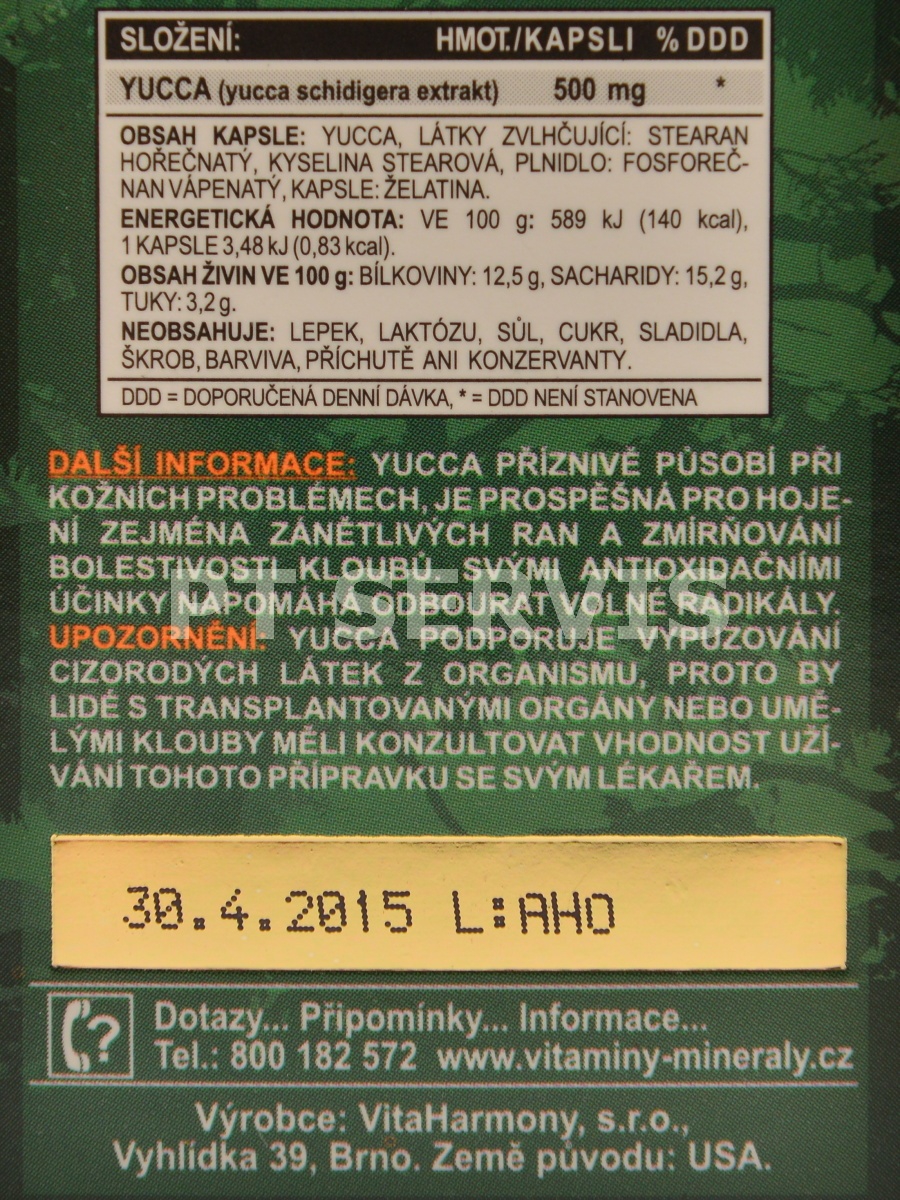 SLOŽENÍ: HMOT./KAPSLI % DDD
YUCCA (yucca schidigera extrakt) 500 mg *
OBSAH KAPSLE: YUCCA, LÁTKY ZVLHČUJÍCÍ: STEARAN
HOŘEČNATÝ, KYSELINA STEAROVÁ, PLNIDLO: FOSFOREČ-
NAN VÁPENATÝ, KAPSLE: ŽELATINA.
ENERGETICKÁ HODNOTA: VE 100 g: 589 kJ (140 kcal),
1 KAPSLE 3,48 kJ (0,83 kcal).
OBSAH ŽIVIN VE 100 g: BÍLKOVINY: 12,5 g, SACHARIDY: 15,2 g,
TUKY: 3,2 g.
NEOBSAHUJE: LEPEK, LAKTÓZU, SŮL, CUKR, SLADIDLA,
ŠKROB, BARVIVA, PŘÍCHUTĚ ANI KONZERVANTY.
DDD = DOPORUČENÁ DENNÍ DÁVKA, * = DDD NENÍ STANOVENA
DALŠÍ INFORMACE: YUCCA PŘÍZNIVĚ PŮSOBÍ PŘI
KOŽNÍCH PROBLÉMECH, JE PROSPĚŠNÁ PRO HOJE-
NÍ ZEJMÉNA ZÁNĚTLIVÝCH RAN A ZMÍRŇOVÁNÍ
BOLESTIVOSTI KLOUBŮ. SVÝMI ANTIOXIDAČNÍMI
ÚČINKY NAPOMÁHÁ ODBOURAT VOLNÉ RADIKÁLY.
PT SERVIS
UPOZORNĚNÍ: YUCCA PODPORUJE VYPUZOVÁNÍ
CIZORODÝCH LÁTEK Z ORGANISMU, PROTO BY
LIDÉ S TRANSPLANTOVANÝMI ORGÁNY NEBO UMĚ-
LÝMI KLOUBY MĚLI KONZULTOVAT VHODNOST UŽÍ-
VÁNÍ TOHOTO PŘÍPRAVKU SE SVÝM LÉKAŘEM.
30.4.2015 L:AHO
Dotazy... Připomínky... Informace...
Tel.: 800 182 572 www.vitaminy-mineraly.cz
Výrobce: VitaHarmony, s.r.o.,
Vyhlídka 39, Brno. Země původu: USA.